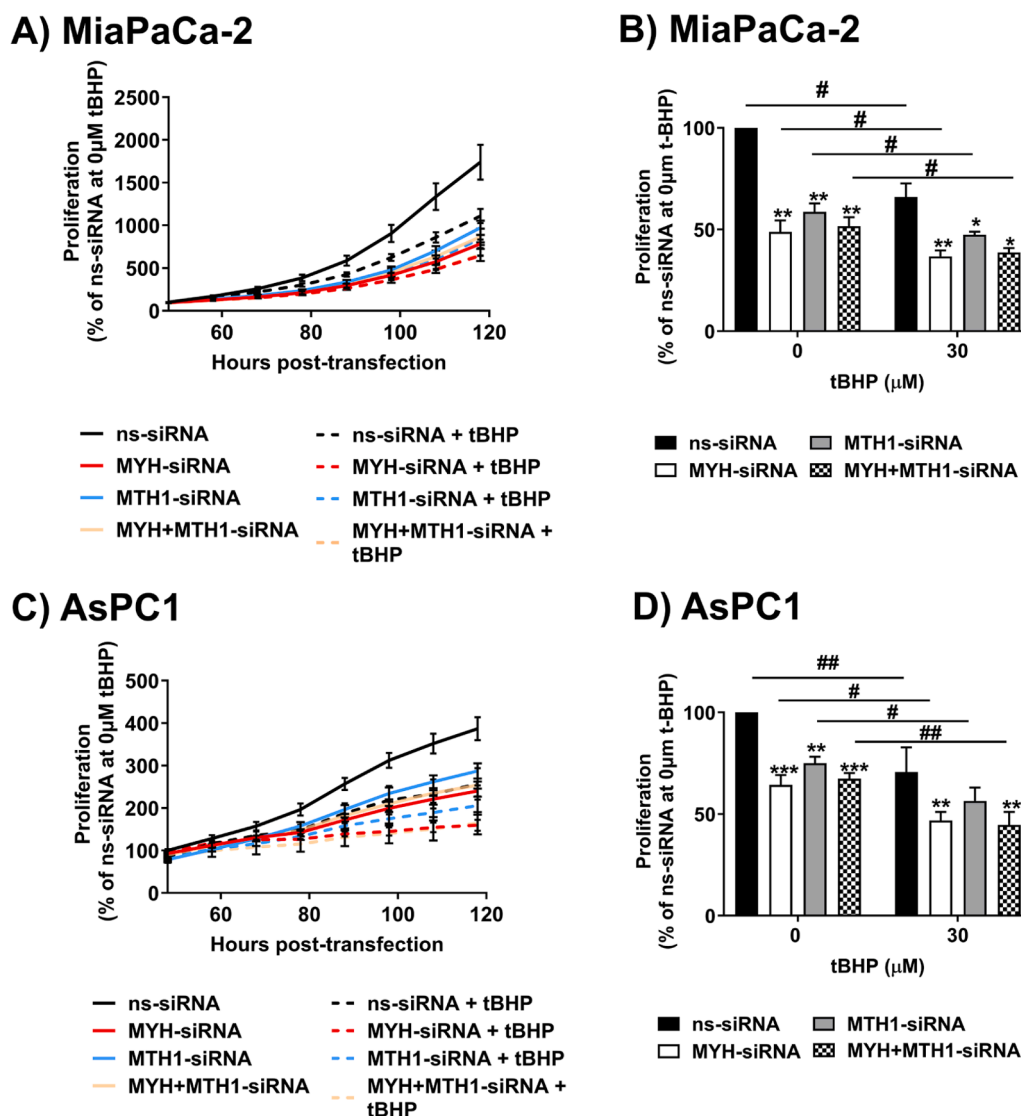 A) MiaPaCa-2
Proliferation
(% of ns-siRNA at 0μM tBHP)
2500
2000
1500
1000
500
0
60
80
100
120
Hours post-transfection
ns-siRNA
MYH-siRNA
MTH1-siRNA
MYH+MTH1-siRNA
ns-siRNA + tBHP
MYH-siRNA + tBHP
MTH1-siRNA + tBHP
MYH+MTH1-siRNA +
tBHP
B) MiaPaCa-2
Proliferation
(% of ns-siRNA at 0μm t-BHP)
100
50
0
#
#
#
#
**
**
**
**
*
*
0
30
tBHP (μM)
ns-siRNA
MYH-siRNA
MTH1-siRNA
MYH+MTH1-siRNA
C) AsPC1
Proliferation
(% of ns-siRNA at 0μM tBHP)
500
400
300
200
100
0
60
80
100
120
Hours post-transfection
ns-siRNA
MYH-siRNA
MTH1-siRNA
MYH+MTH1-siRNA
ns-siRNA + tBHP
MYH-siRNA + tBHP
MTH1-siRNA + tBHP
MYH+MTH1-siRNA +
tBHP
D) AsPC1
Proliferation
(% of ns-siRNA at 0μm t-BHP)
100
50
0
##
#
#
##
***
**
***
**
**
0
30
tBHP (μM)
ns-siRNA
MYH-siRNA
MTH1-siRNA
MYH+MTH1-siRNA